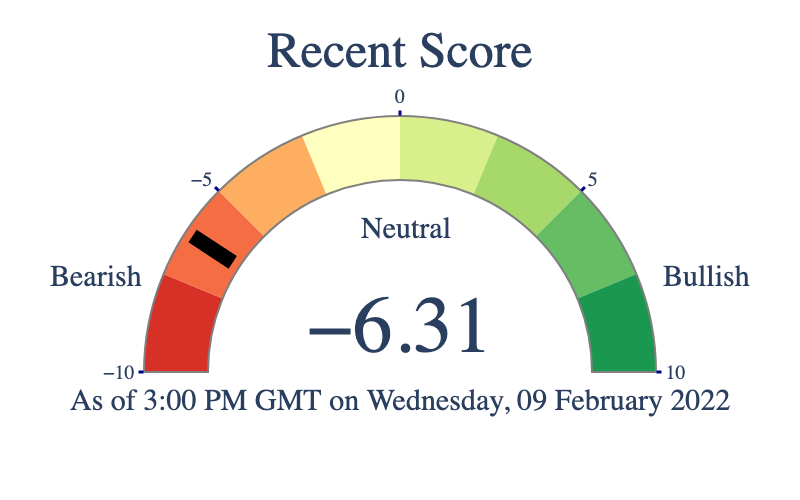 Recent Score
0
−5
5
Neutral
Bearish
Bullish
−6.31
−10
10
As of 3:00 PM GMT on Wednesday, 09 February 2022